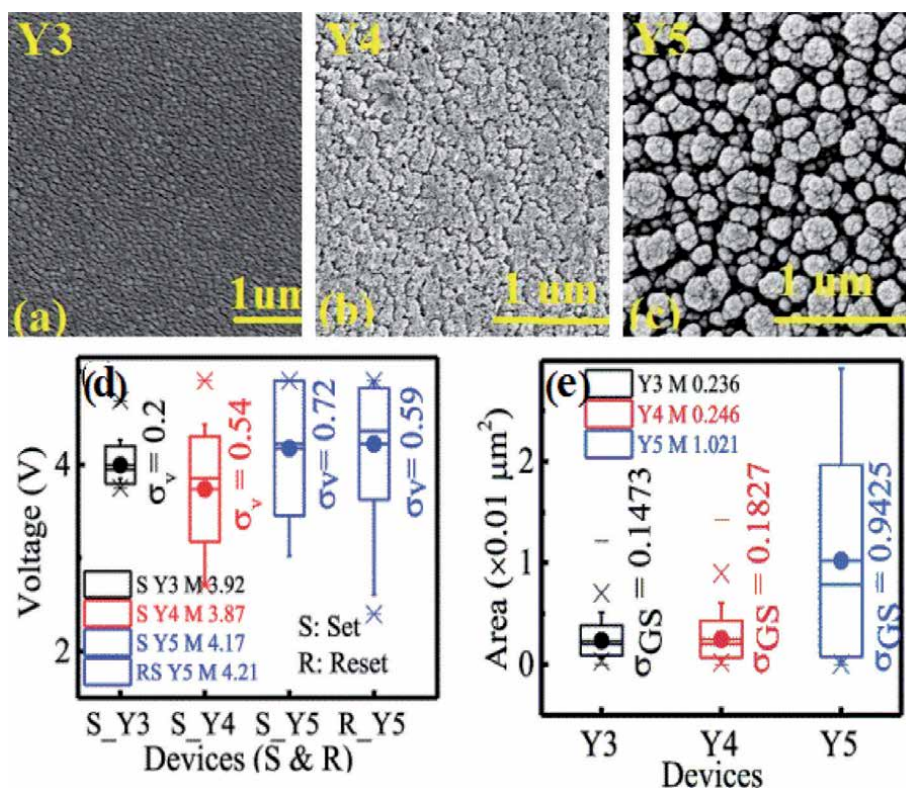 Y3
1um
(a)
Y4
1 um
(b)
Y5
1 um
(c)
(d)
Voltage (V)
4
2
σv = 0.2
σv = 0.54
σv= 0.72
σv= 0.59
S Y3 M 3.92
S Y4 M 3.87
S Y5 M 4.17
RS Y5 M 4.21
S: Set
R: Reset
S_Y3 S_Y4 S_Y5 R_Y5
Devices (S & R)
(e)
Area (×0.01 μm²)
2
1
0
Y3 M 0.236
Y4 M 0.246
Y5 M 1.021
σGS = 0.1473
σGS = 0.1827
σGS = 0.9425
Y3 Y4 Y5
Devices